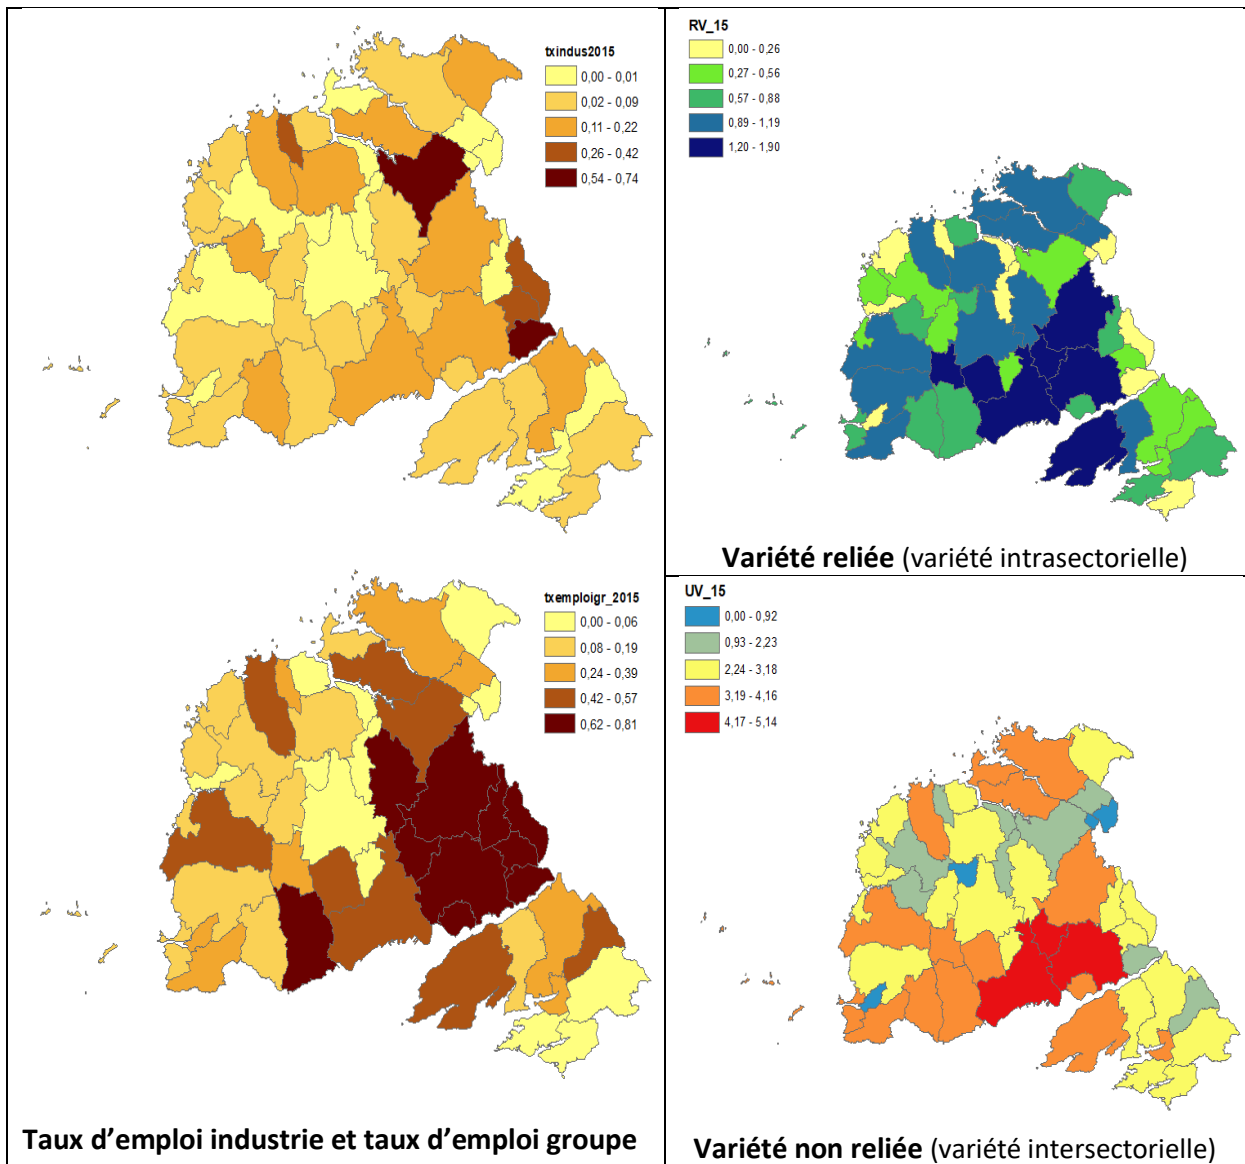 txindus2015
0,00 - 0,01
0,02 - 0,09
0,11 - 0,22
0,26 - 0,42
0,54 - 0,74
txemploigr_2015
0,00 - 0,06
0,08 - 0,19
0,24 - 0,39
0,42 - 0,57
0,62 - 0,81
Taux d’emploi industrie et taux d’emploi groupe
RV_15
0,00 - 0,26
0,27 - 0,56
0,57 - 0,88
0,89 - 1,19
1,20 - 1,90
Variété reliée (variété intrasectorielle)
UV_15
0,00 - 0,92
0,93 - 2,23
2,24 - 3,18
3,19 - 4,16
4,17 - 5,14
Variété non reliée (variété intersectorielle)